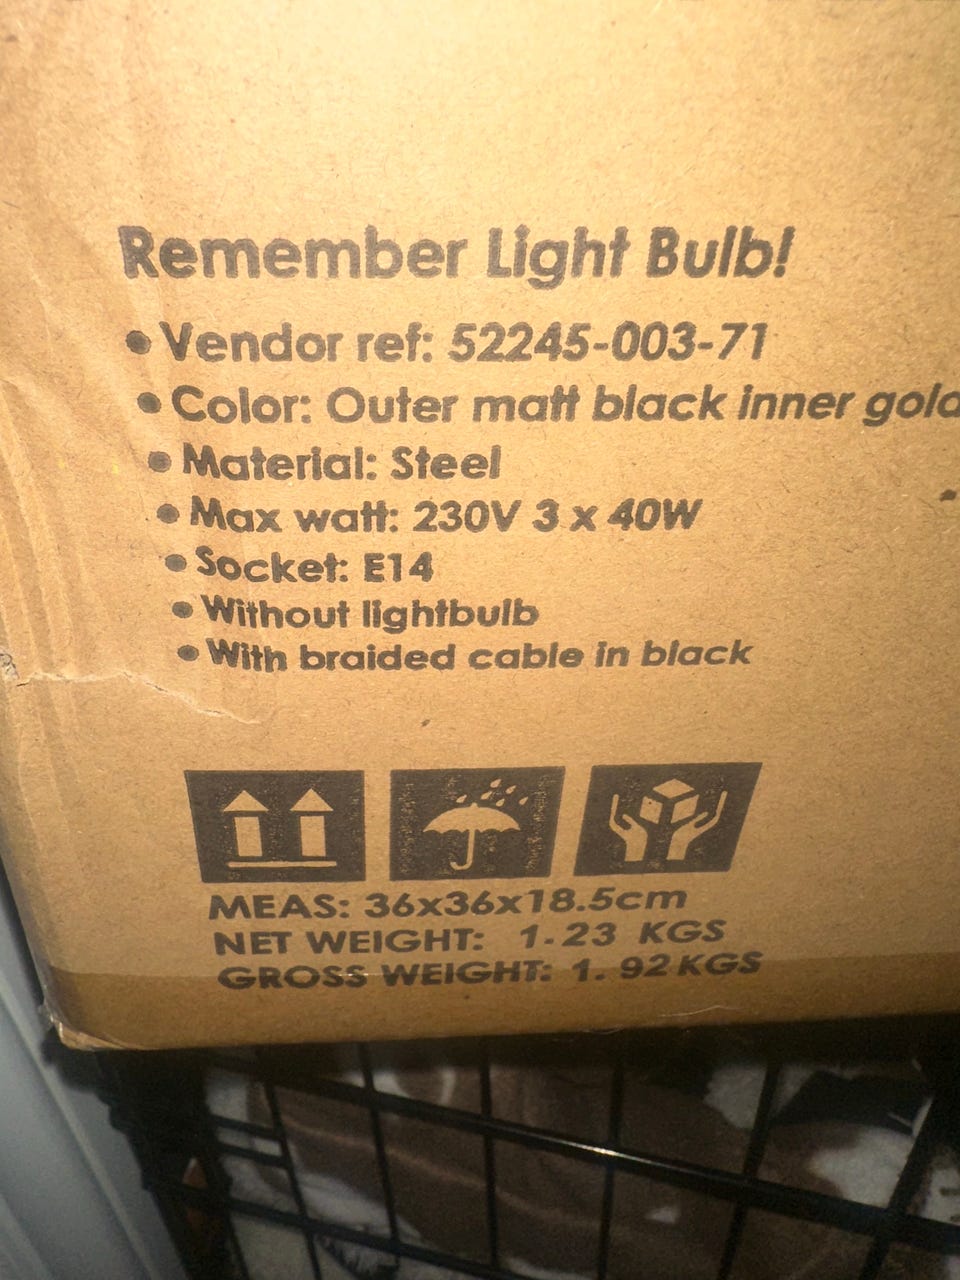 Remember Light Bulb!
• Vendor ref: 52245-003-71
• Color: Outer matt black inner gold
• Material: Steel
• Max watt: 230V 3 x 40W
• Socket: E14
• Without lightbulb
• With braided cable in black
MEAS: 36x36x18.5cm
NET WEIGHT: 1.23 KGS
GROSS WEIGHT: 1.92KGS